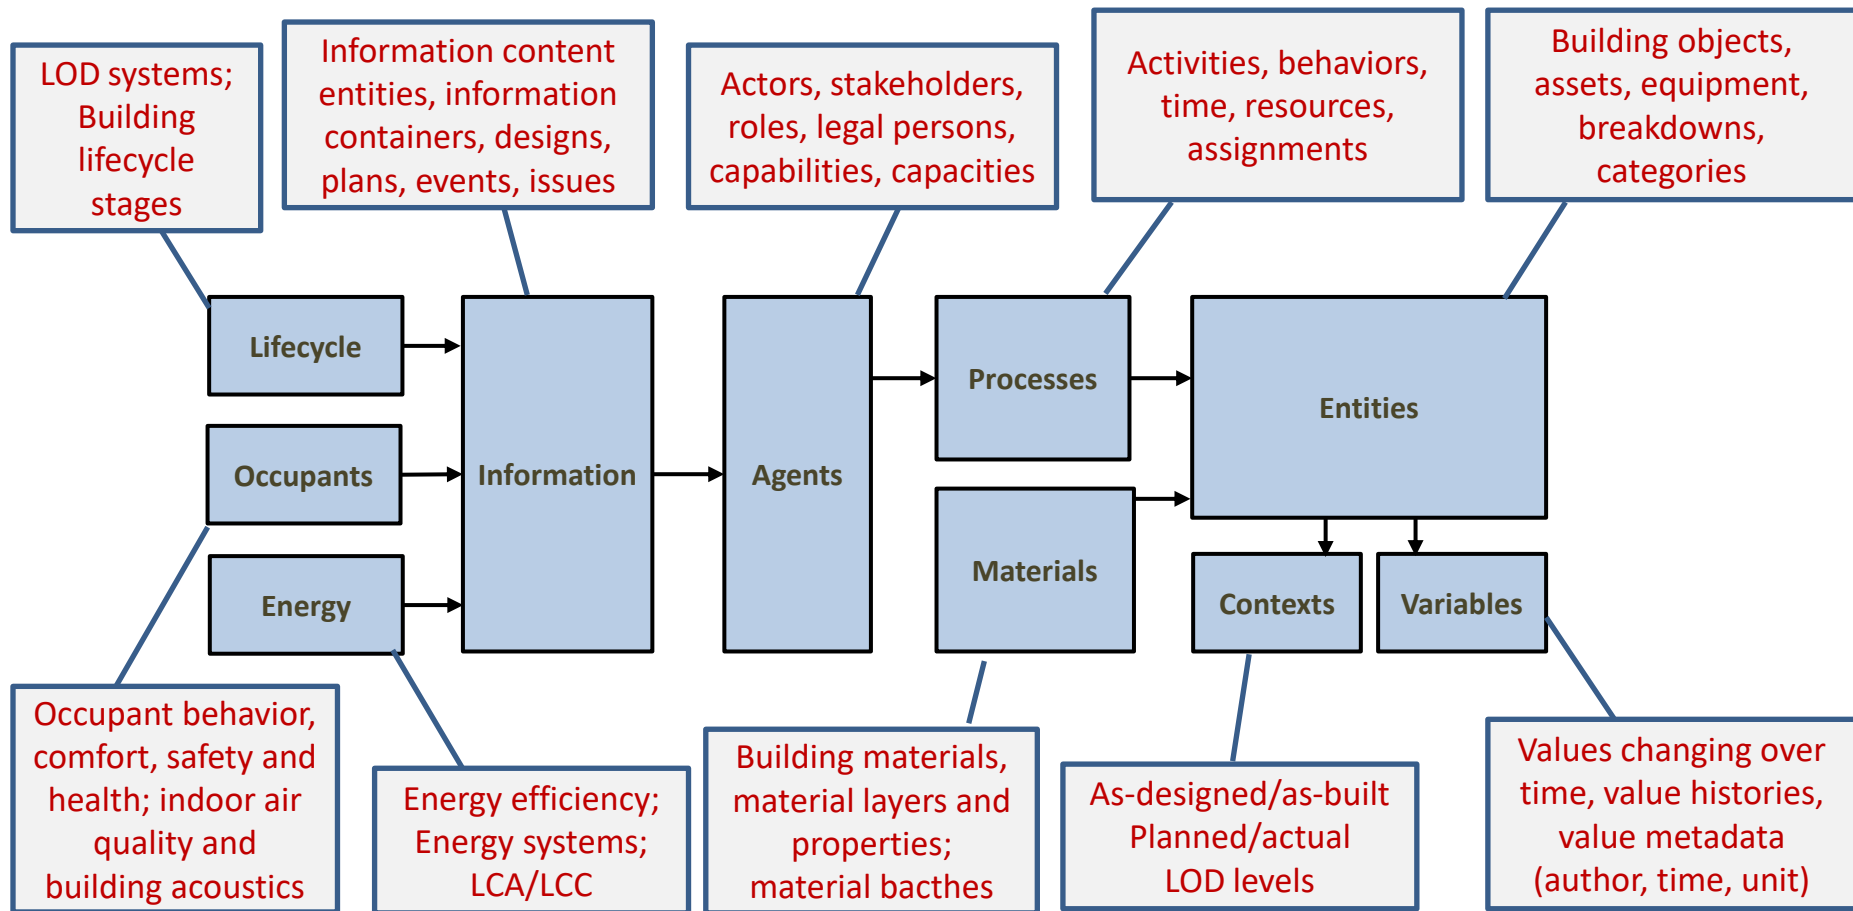 LOD systems;
Building
lifecycle
stages
Information content
entities, information
containers, designs,
plans, events, issues
Actors, stakeholders,
roles, legal persons,
capabilities, capacities
Activities, behaviors,
time, resources,
assignments
Building objects,
assets, equipment,
breakdowns,
categories
Lifecycle
Occupants
Energy
Information
Agents
Processes
Materials
Entities
Contexts
Variables
Occupant behavior,
comfort, safety and
health; indoor air
quality and
building acoustics
Energy efficiency;
Energy systems;
LCA/LCC
Building materials,
material layers and
properties;
material bacthes
As-designed/as-built
Planned/actual
LOD levels
Values changing over
time, value histories,
value metadata
(author, time, unit)